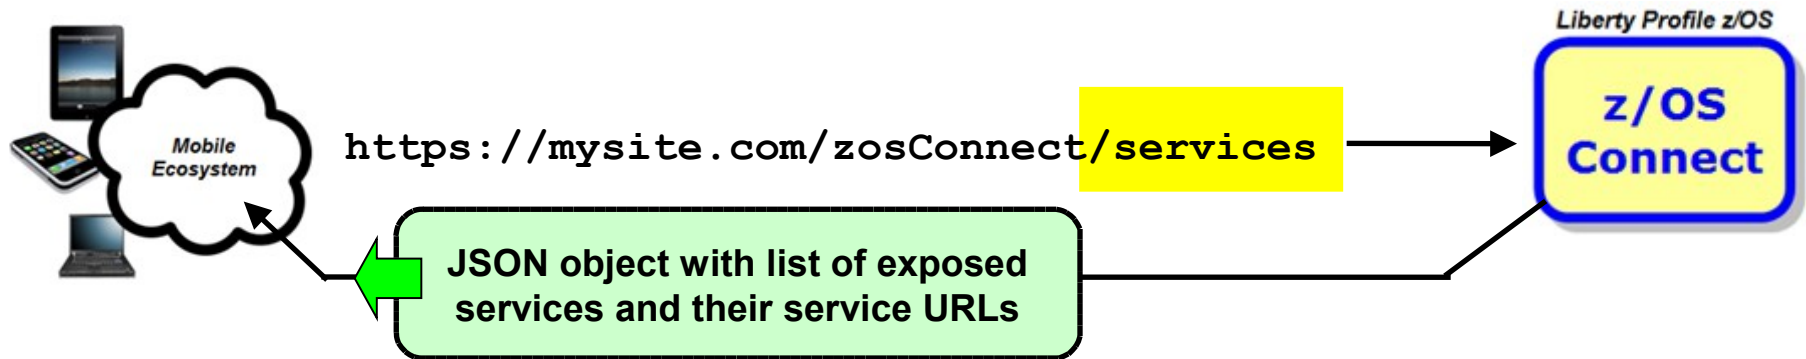 Liberty Profile z/OS
Mobile
Ecosystem
https://mysite.com/zosConnect/services
z/OS
Connect
JSON object with list of exposed
services and their service URLs